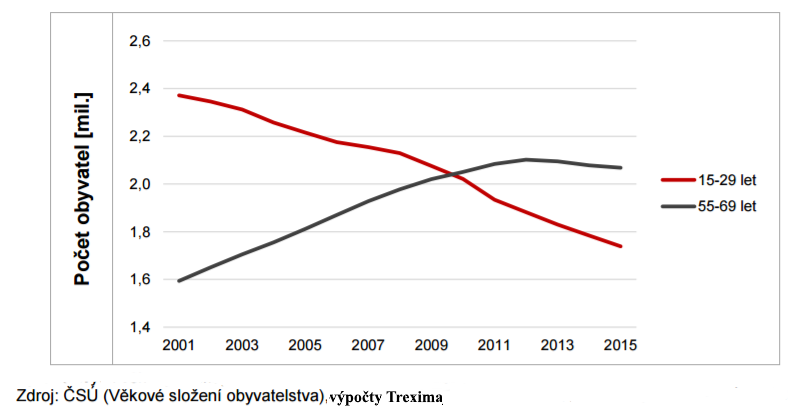 Počet obyvatel [mil.]
2,6
2,4
2,2
2,0
1,8
1,6
1,4
2001 2003 2005 2007 2009 2011 2013 2015
15-29 let
55-69 let
Zdroj: ČSÚ (Věkové složení obyvatelstva),výpočty Trexima